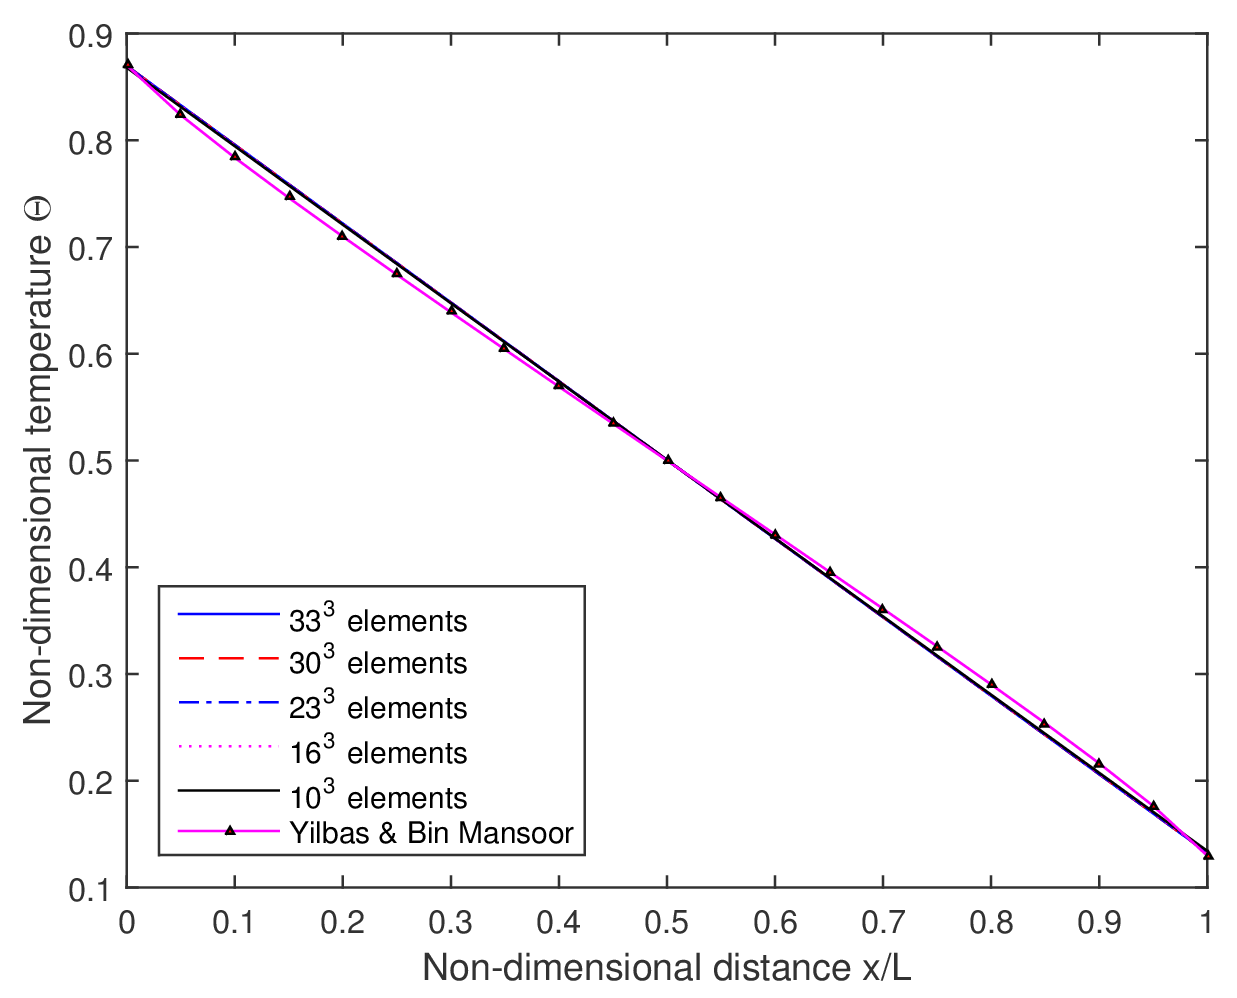 0.9
0.8
0.7
0.6
0.5
0.4
0.3
0.2
0.1
Non-dimensional temperature Θ
33³ elements
30³ elements
23³ elements
16³ elements
10³ elements
Yilbas & Bin Mansoor
0 0.1 0.2 0.3 0.4 0.5 0.6 0.7 0.8 0.9 1
Non-dimensional distance x/L